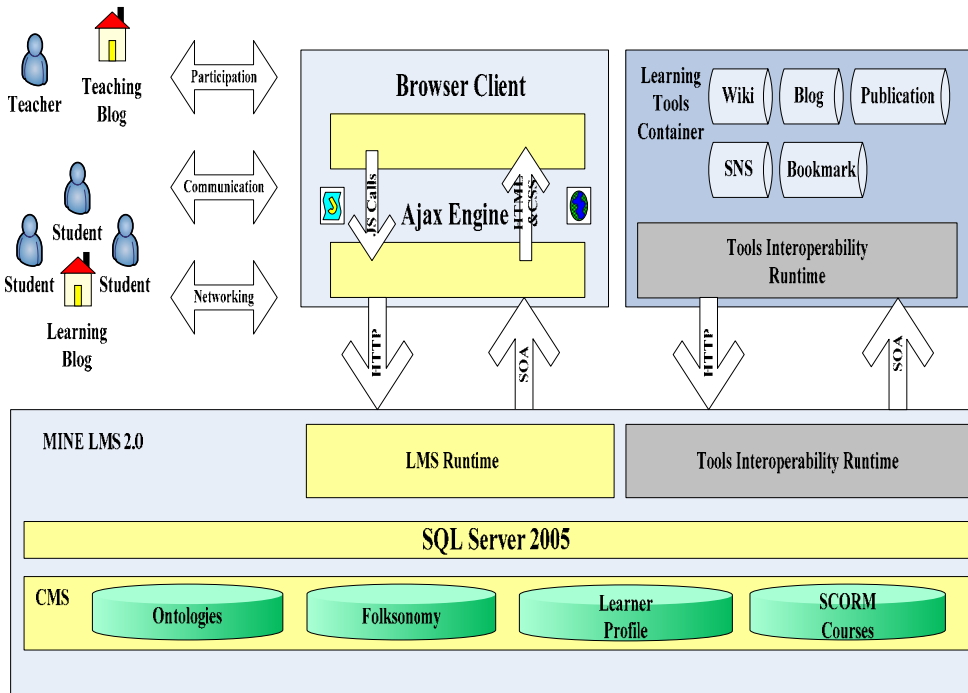 Teacher
Teaching
Blog
Student
Student
Student
Learning
Blog
Participation
Communication
Networking
Browser Client
JS Calls
HTML
&CSS
Ajax Engine
HTTP
SOA
Learning
Tools
Container
Wiki
Blog
Publication
SNS
Bookmark
Tools Interoperability
Runtime
HTTP
SOA
MINE LMS 2.0
LMS Runtime
Tools Interoperability Runtime
SQL Server 2005
CMS
Ontologies
Folksonomy
Learner
Profile
SCORM
Courses